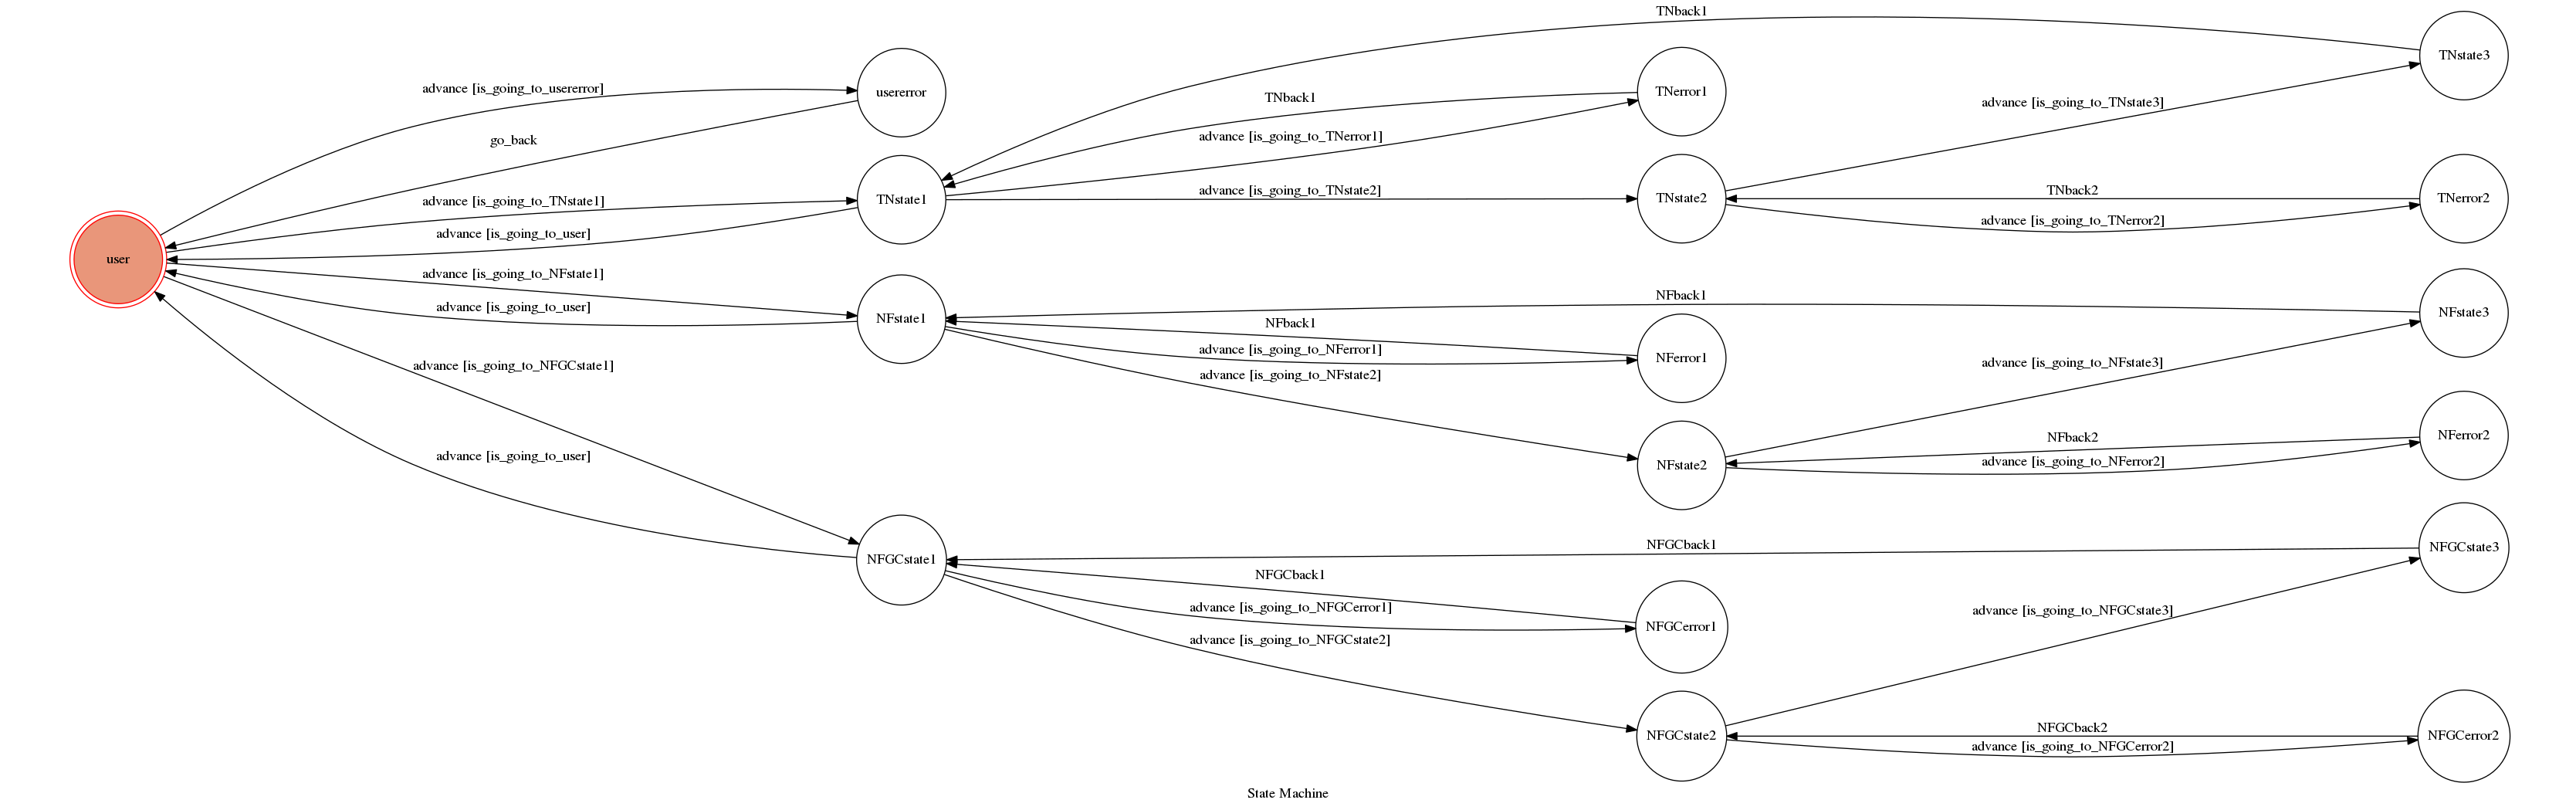 TNback1
TNstate3
advance [is_going_to_usererror]
usererror
TNback1
TNerror1
advance [is_going_to_TNstate3]
go_back
advance [is_going_to_TNerror1]
advance [is_going_to_TNstate1]
TNstate1
advance [is_going_to_TNstate2]
TNstate2
TNback2
TNerror2
advance [is_going_to_TNerror2]
advance [is_going_to_user]
user
advance [is_going_to_NFstate1]
advance [is_going_to_user]
NFstate1
NFback1
NFback1
NFstate3
advance [is_going_to_NFerror1]
NFerror1
advance [is_going_to_NFstate3]
advance [is_going_to_NFstate2]
advance [is_going_to_NFGCstate1]
NFback2
NFerror2
advance [is_going_to_user]
NFstate2
advance [is_going_to_NFerror2]
NFGCback1
NFGCstate3
NFGCstate1
NFGCback1
advance [is_going_to_NFGCerror1]
NFGCerror1
advance [is_going_to_NFGCstate3]
advance [is_going_to_NFGCstate2]
NFGCback2
NFGCstate2
NFGCerror2
advance [is_going_to_NFGCerror2]
State Machine